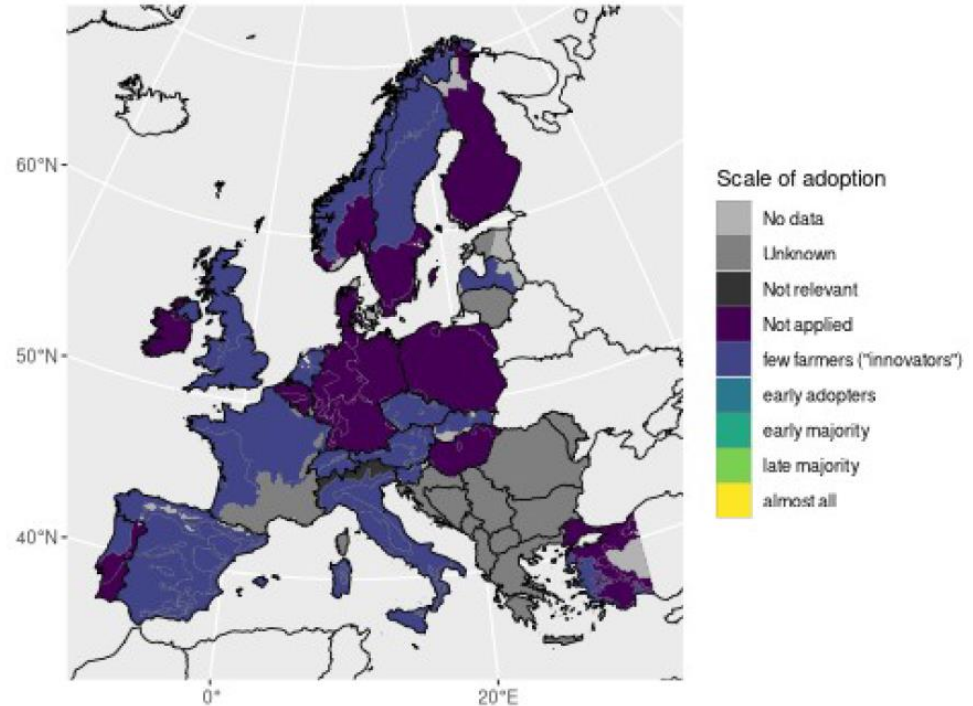 60°N
50°N
40°N
0°
20°E
Scale of adoption
No data
Unknown
Not relevant
Not applied
few farmers ("innovators")
early adopters
early majority
late majority
almost all